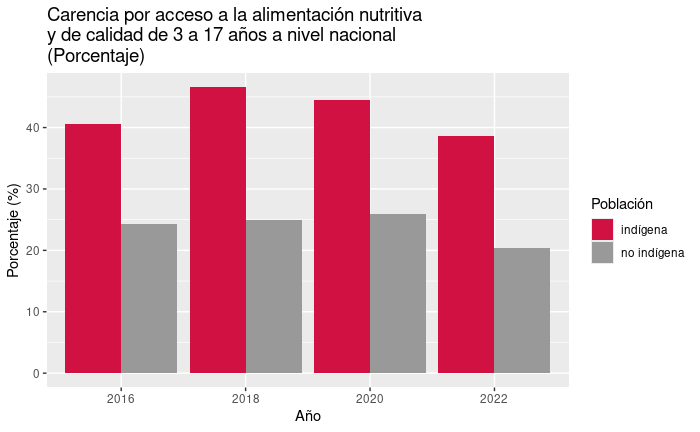 Carencia por acceso a la alimentación nutritiva
y de calidad de 3 a 17 años a nivel nacional
(Porcentaje)
Porcentaje (%)
40
30
20
10
0
2016
2018
2020
2022
Año
Población
indígena
no indígena